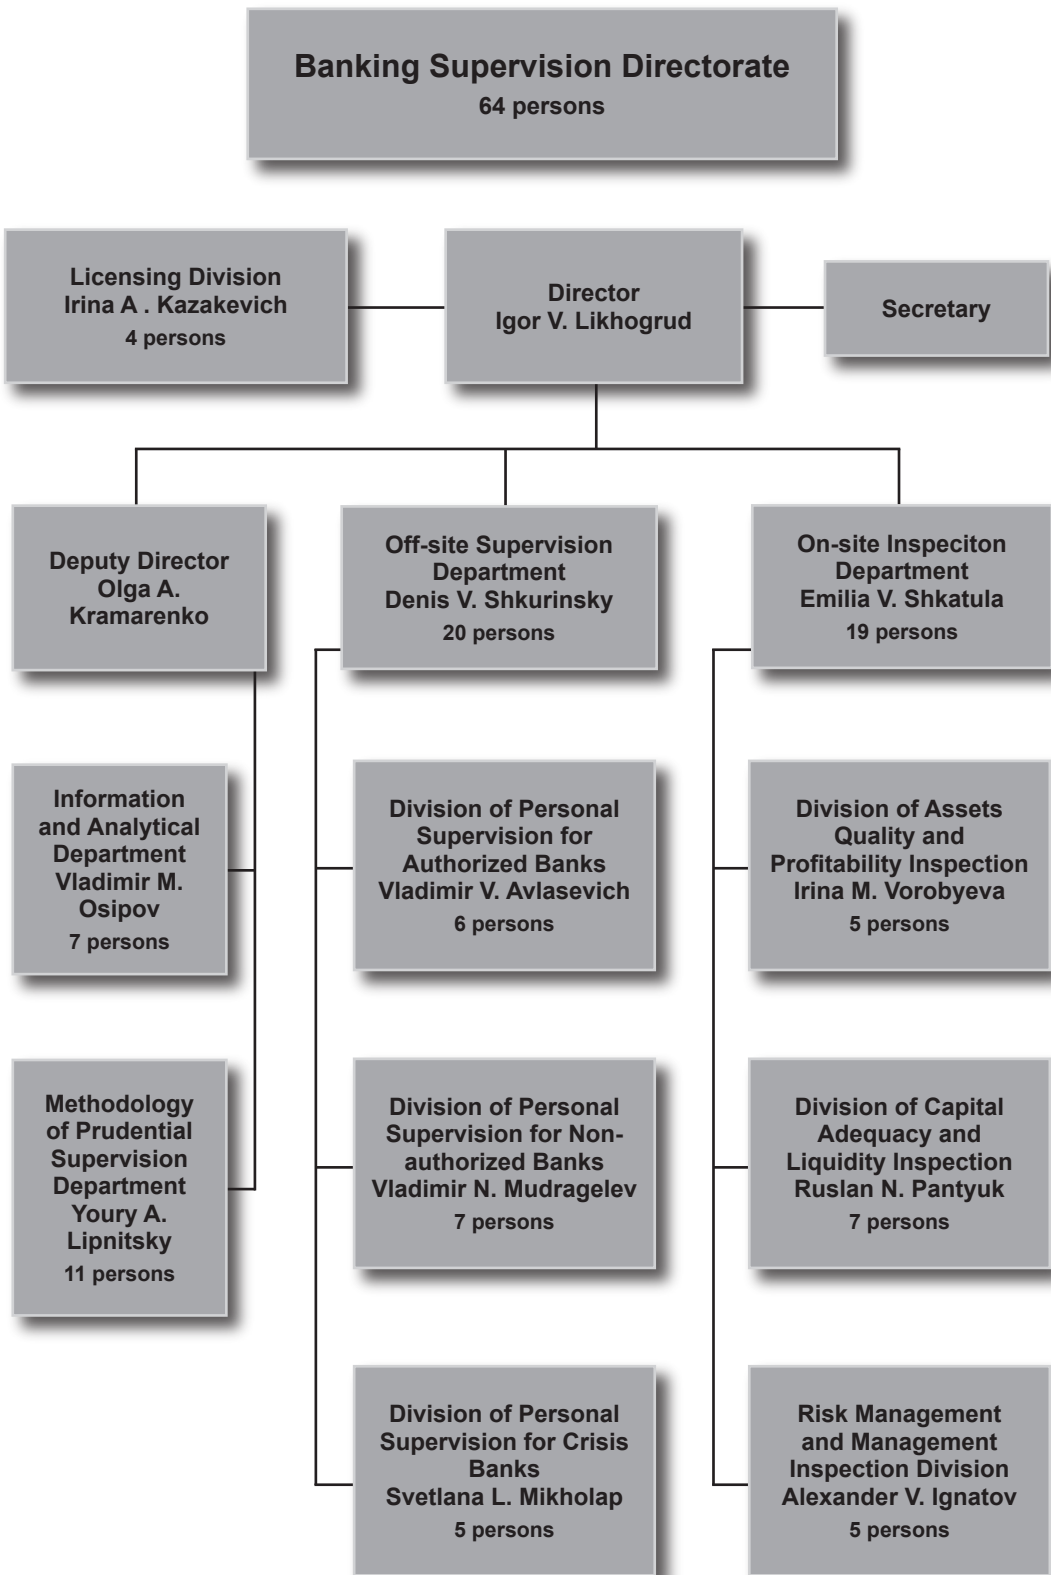 Banking Supervision Directorate
64 persons
Licensing Division
Irina A . Kazakevich
4 persons
Director
Igor V. Likhogrud
Secretary
Deputy Director
Olga A.
Kramarenko
Off-site Supervision
Department
Denis V. Shkurinsky
20 persons
On-site Inspeciton
Department
Emilia V. Shkatula
19 persons
Information
and Analytical
Department
Vladimir M.
Osipov
7 persons
Division of Personal
Supervision for
Authorized Banks
Vladimir V. Avlasevich
6 persons
Division of Assets
Quality and
Profitability Inspection
Irina M. Vorobyeva
5 persons
Methodology
of Prudential
Supervision
Department
Youry A.
Lipnitsky
11 persons
Division of Personal
Supervision for Non-
authorized Banks
Vladimir N. Mudragelev
7 persons
Division of Capital
Adequacy and
Liquidity Inspection
Ruslan N. Pantyuk
7 persons
Division of Personal
Supervision for Crisis
Banks
Svetlana L. Mikholap
5 persons
Risk Management
and Management
Inspection Division
Alexander V. Ignatov
5 persons